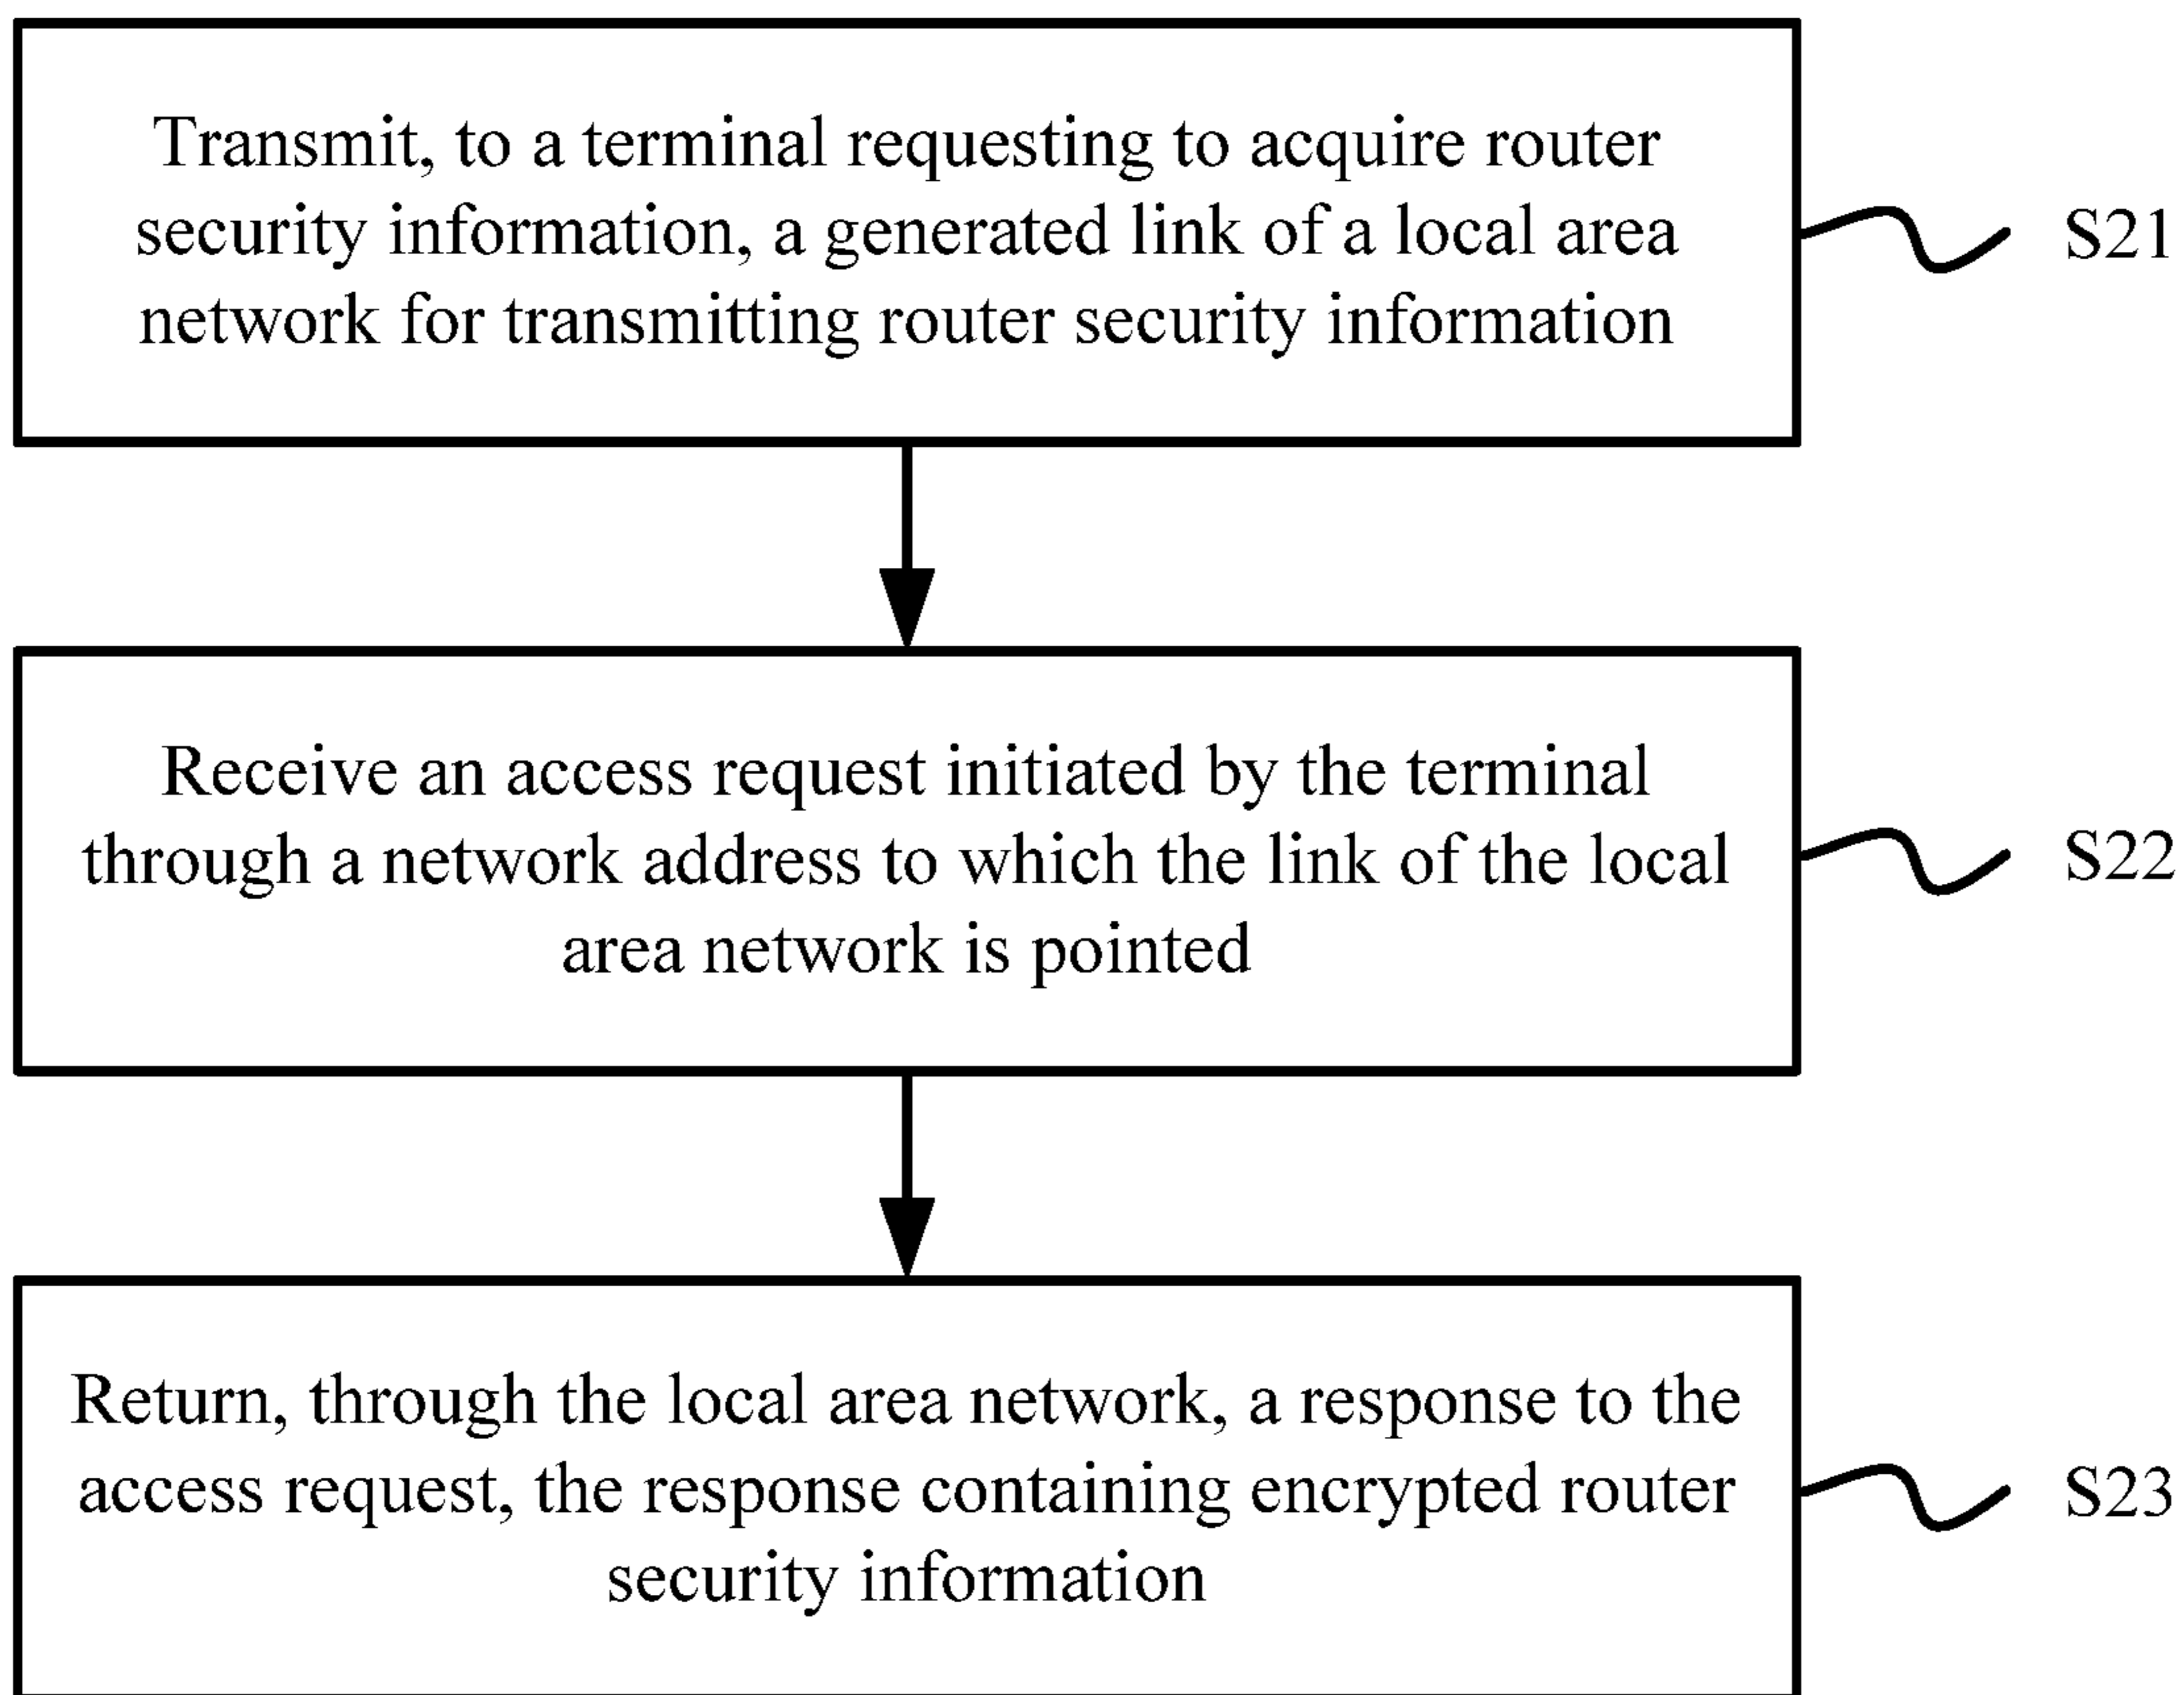 Transmit, to a terminal requesting to acquire router
security information, a generated link of a local area
network for transmitting router security information
S21
Receive an access request initiated by the terminal
through a network address to which the link of the local
area network is pointed
S22
Return, through the local area network, a response to the
access request, the response containing encrypted router
security information
S23